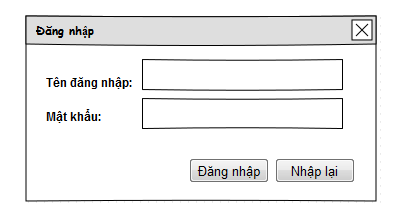 Đăng nhập
Tên đăng nhập:
Mật khẩu:
Đăng nhập Nhập lại